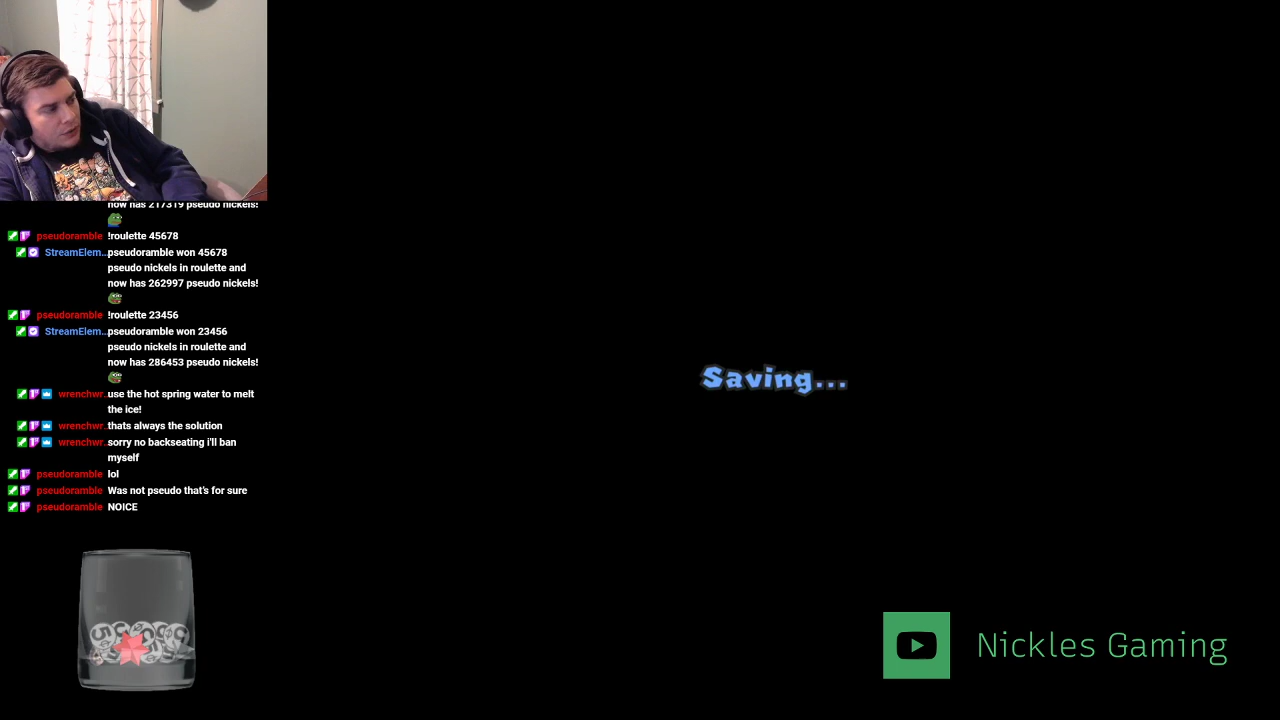 now has 217319 pseudo nickels!
pseudoramble !roulette 45678
StreamElem... pseudoramble won 45678
pseudo nickels in roulette and
now has 262997 pseudo nickels!
pseudoramble !roulette 23456
StreamElem... pseudoramble won 23456
pseudo nickels in roulette and
now has 286453 pseudo nickels!
wrenchwr... use the hot spring water to melt
the ice!
wrenchwr... thats always the solution
wrenchwr... sorry no backseating i'll ban
myself
pseudoramble lol
pseudoramble Was not pseudo that's for sure
pseudoramble NOICE
Saving...
Nickles Gaming